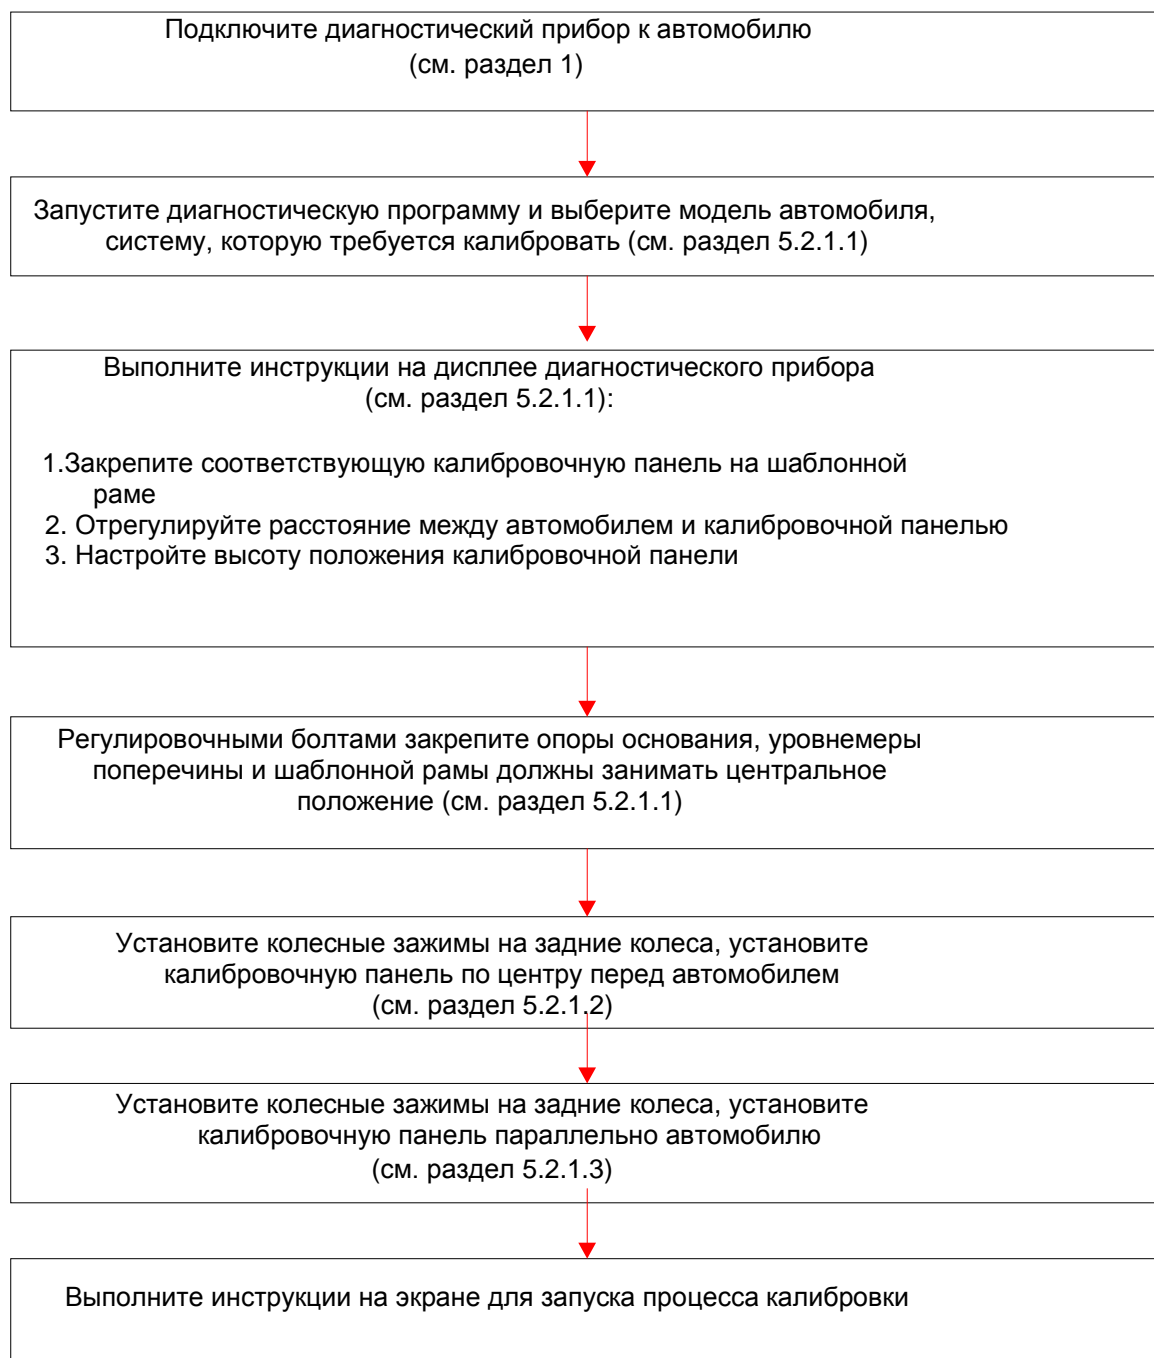 Подключите диагностический прибор к автомобилю
(см. раздел 1)
Запустите диагностическую программу и выберите модель автомобиля,
систему, которую требуется калибровать (см. раздел 5.2.1.1)
Выполните инструкции на дисплее диагностического прибора
(см. раздел 5.2.1.1):
1.Закрепите соответствующую калибровочную панель на шаблонной
раме
2. Отрегулируйте расстояние между автомобилем и калибровочной панелью
3. Настройте высоту положения калибровочной панели
Регулировочными болтами закрепите опоры основания, уровнемеры
поперечины и шаблонной рамы должны занимать центральное
положение (см. раздел 5.2.1.1)
Установите колесные зажимы на задние колеса, установите
калибровочную панель по центру перед автомобилем
(см. раздел 5.2.1.2)
Установите колесные зажимы на задние колеса, установите
калибровочную панель параллельно автомобилю
(см. раздел 5.2.1.3)
Выполните инструкции на экране для запуска процесса калибровки